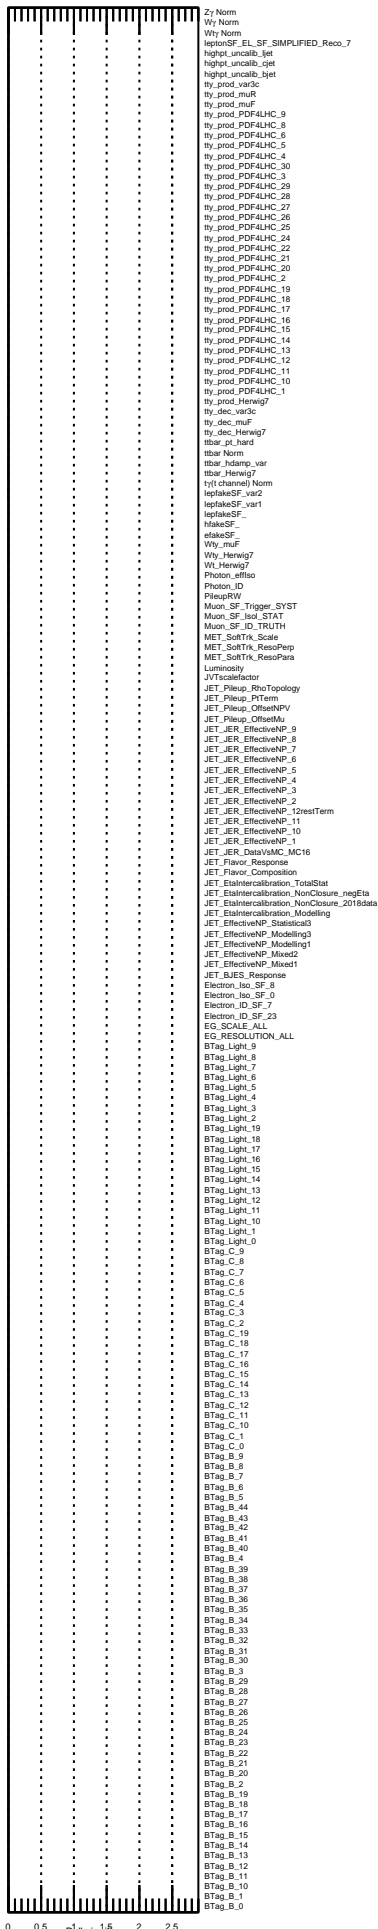 Zγ Norm
Wγ Norm
Wtγ Norm
leptonSF_EL_SF_SIMPLIFIED_Reco_7
highpt_uncalib_ljet
highpt_uncalib_cjet
highpt_uncalib_bjet
tty_prod_var3c
tty_prod_muR
tty_prod_muF
tty_prod_PDF4LHC_9
tty_prod_PDF4LHC_8
tty_prod_PDF4LHC_6
tty_prod_PDF4LHC_5
tty_prod_PDF4LHC_4
tty_prod_PDF4LHC_30
tty_prod_PDF4LHC_3
tty_prod_PDF4LHC_29
tty_prod_PDF4LHC_28
tty_prod_PDF4LHC_27
tty_prod_PDF4LHC_26
tty_prod_PDF4LHC_25
tty_prod_PDF4LHC_24
tty_prod_PDF4LHC_22
tty_prod_PDF4LHC_21
tty_prod_PDF4LHC_20
tty_prod_PDF4LHC_2
tty_prod_PDF4LHC_19
tty_prod_PDF4LHC_18
tty_prod_PDF4LHC_17
tty_prod_PDF4LHC_16
tty_prod_PDF4LHC_15
tty_prod_PDF4LHC_14
tty_prod_PDF4LHC_13
tty_prod_PDF4LHC_12
tty_prod_PDF4LHC_11
tty_prod_PDF4LHC_10
tty_prod_PDF4LHC_1
tty_prod_Herwig7
tty_dec_var3c
tty_dec_muF
tty_dec_Herwig7
ttbar_pt_hard
ttbar Norm
ttbar_hdamp_var
ttbar_Herwig7
tγ(t channel) Norm
lepfakeSF_var2
lepfakeSF_var1
lepfakeSF_
hfakeSF_
efakeSF_
Wty_muF
Wty_Herwig7
Wt_Herwig7
Photon_effIso
Photon_ID
PileupRW
Muon_SF_Trigger_SYST
Muon_SF_Isol_STAT
Muon_SF_ID_TRUTH
MET_SoftTrk_Scale
MET_SoftTrk_ResoPerp
MET_SoftTrk_ResoPara
Luminosity
JVTscalefactor
JET_Pileup_RhoTopology
JET_Pileup_PtTerm
JET_Pileup_OffsetNPV
JET_Pileup_OffsetMu
JET_JER_EffectiveNP_9
JET_JER_EffectiveNP_8
JET_JER_EffectiveNP_7
JET_JER_EffectiveNP_6
JET_JER_EffectiveNP_5
JET_JER_EffectiveNP_4
JET_JER_EffectiveNP_3
JET_JER_EffectiveNP_2
JET_JER_EffectiveNP_12restTerm
JET_JER_EffectiveNP_11
JET_JER_EffectiveNP_10
JET_JER_EffectiveNP_1
JET_JER_DataVsMC_MC16
JET_Flavor_Response
JET_Flavor_Composition
JET_EtaIntercalibration_TotalStat
JET_EtaIntercalibration_NonClosure_negEta
JET_EtaIntercalibration_NonClosure_2018data
JET_EtaIntercalibration_Modelling
JET_EffectiveNP_Statistical3
JET_EffectiveNP_Modelling3
JET_EffectiveNP_Modelling1
JET_EffectiveNP_Mixed2
JET_EffectiveNP_Mixed1
JET_BJES_Response
Electron_Iso_SF_8
Electron_Iso_SF_0
Electron_ID_SF_7
Electron_ID_SF_23
EG_SCALE_ALL
EG_RESOLUTION_ALL
BTag_Light_9
BTag_Light_8
BTag_Light_7
BTag_Light_6
BTag_Light_5
BTag_Light_4
BTag_Light_3
BTag_Light_2
BTag_Light_19
BTag_Light_18
BTag_Light_17
BTag_Light_16
BTag_Light_15
BTag_Light_14
BTag_Light_13
BTag_Light_12
BTag_Light_11
BTag_Light_10
BTag_Light_1
BTag_Light_0
BTag_C_9
BTag_C_8
BTag_C_7
BTag_C_6
BTag_C_5
BTag_C_4
BTag_C_3
BTag_C_2
BTag_C_19
BTag_C_18
BTag_C_17
BTag_C_16
BTag_C_15
BTag_C_14
BTag_C_13
BTag_C_12
BTag_C_11
BTag_C_10
BTag_C_1
BTag_C_0
BTag_B_9
BTag_B_8
BTag_B_7
BTag_B_6
BTag_B_5
BTag_B_44
BTag_B_43
BTag_B_42
BTag_B_41
BTag_B_40
BTag_B_4
BTag_B_39
BTag_B_38
BTag_B_37
BTag_B_36
BTag_B_35
BTag_B_34
BTag_B_33
BTag_B_32
BTag_B_31
BTag_B_30
BTag_B_3
BTag_B_29
BTag_B_28
BTag_B_27
BTag_B_26
BTag_B_25
BTag_B_24
BTag_B_23
BTag_B_22
BTag_B_21
BTag_B_20
BTag_B_2
BTag_B_19
BTag_B_18
BTag_B_17
BTag_B_16
BTag_B_15
BTag_B_14
BTag_B_13
BTag_B_12
BTag_B_11
BTag_B_10
BTag_B_1
BTag_B_0
0 0.5 1 1.5 2 2.5